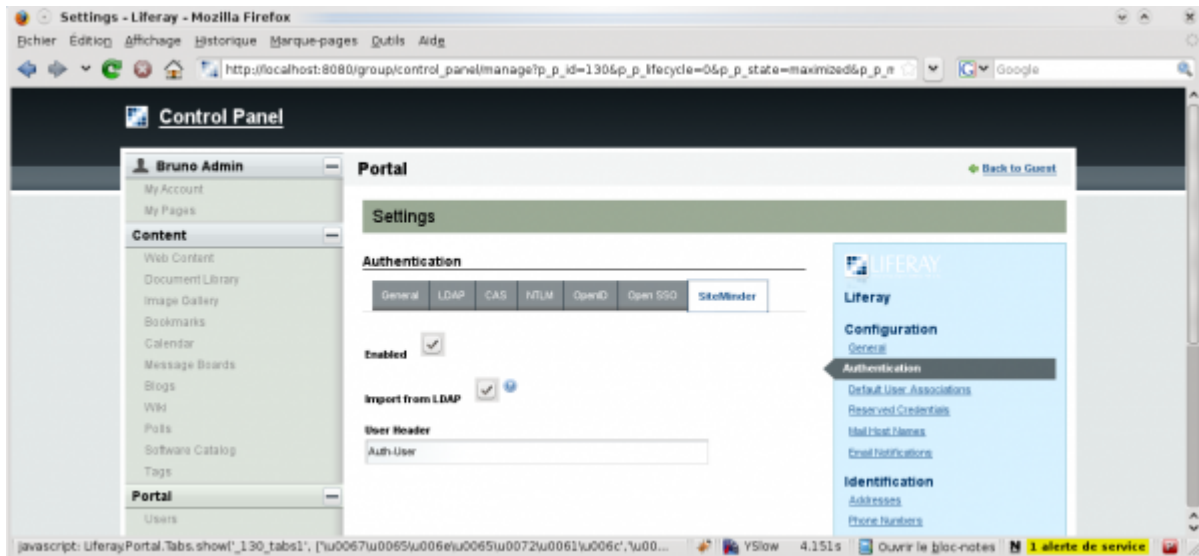 Settings - Liferay - Mozilla Firefox
Fichier Édition Affichage Historique Marque-pages Outils Aide
http://localhost:8080/group/control_panel/manage?p_p_id=130&p_p_lifecycle=0&p_p_state=maximized&p_p_m
Google
Control Panel
Bruno Admin
My Account
My Pages
Content
Web Content
Document Library
Image Gallery
Bookmarks
Calendar
Message Boards
Blogs
Wiki
Polls
Software Catalog
Tags
Portal
Users
Portal
Back to Guest
Settings
Authentication
General LDAP CAS NTLM OpenID Open SSO SiteMinder
Enabled
Import from LDAP
User Header
Auth-User
LIFERAY
Liferay
Configuration
General
Authentication
Default User Associations
Reserved Credentials
Mail Host Names
Email Notifications
Identification
Addresses
Phone Numbers
javascript: Liferay.Portal.Tabs.show('_130_tabs1', ['\u0067\u0065\u006e\u0065\u0072\u0061\u006c','\u00...
YSlow 4.151s Ouvrir le bloc-notes N 1 alerte de service